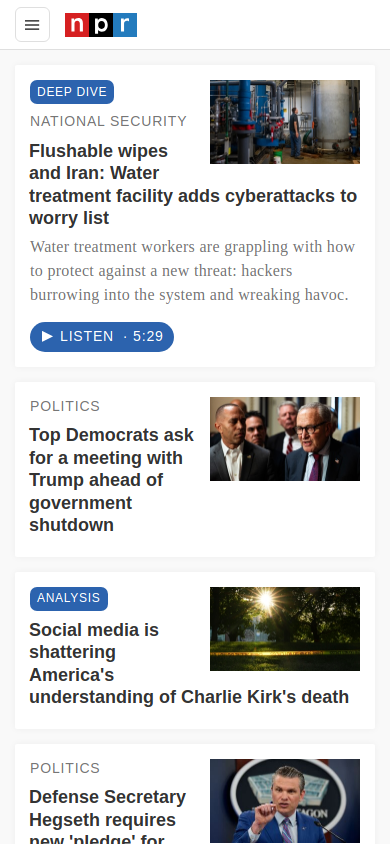 npr
DEEP DIVE
NATIONAL SECURITY
Flushable wipes
and Iran: Water
treatment facility adds cyberattacks to
worry list
Water treatment workers are grappling with how
to protect against a new threat: hackers
burrowing into the system and wreaking havoc.
LISTEN · 5:29
POLITICS
Top Democrats ask
for a meeting with
Trump ahead of
government
shutdown
ANALYSIS
Social media is
shattering
America's
understanding of Charlie Kirk's death
POLITICS
Defense Secretary
Hegseth requires
new 'pledge' for